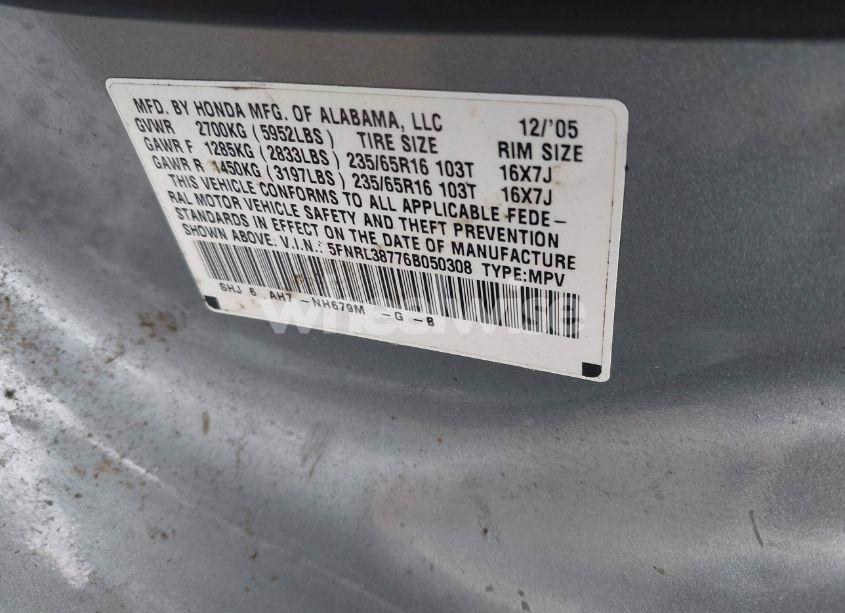 MFD. BY HONDA MFG. OF ALABAMA, LLC 12/'05
GVWR 2700KG (5952LBS) TIRE SIZE RIM SIZE
GAWR F 1285KG (2833LBS) 235/65R16 103T 16X7J
GAWR R 1450KG (3197LBS) 235/65R16 103T 16X7J
THIS VEHICLE CONFORMS TO ALL APPLICABLE FEDE-
RAL MOTOR VEHICLE SAFETY AND THEFT PREVENTION
STANDARDS IN EFFECT ON THE DATE OF MANUFACTURE
SHOWN ABOVE. V.I.N.: 5FNRL38776B050308 TYPE:MPV
SHJ 6 AH7 -NH679M -G -B
wheelwise